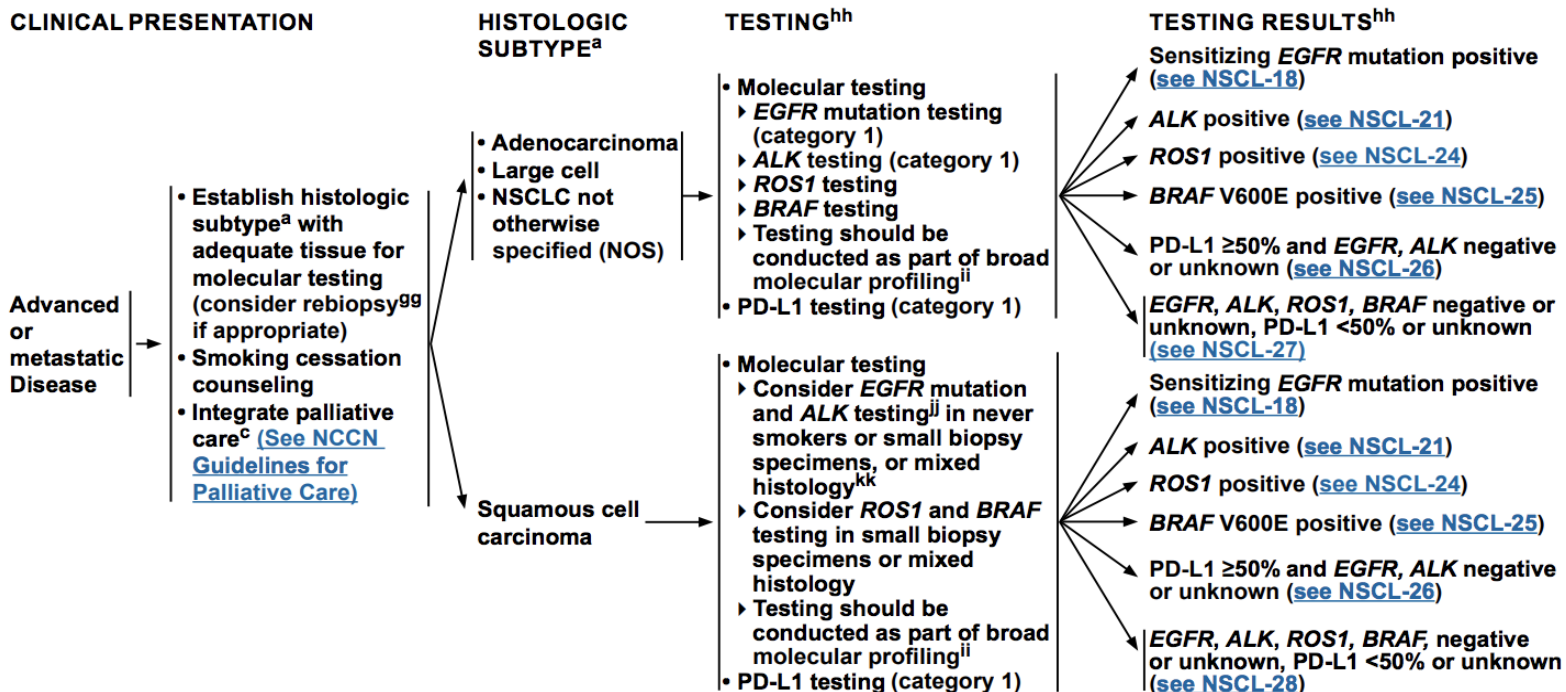 CLINICAL PRESENTATION
HISTOLOGIC
SUBTYPEa
TESTINGhh
TESTING RESULTShh
Advanced
or
metastatic
Disease
• Establish histologic
subtypea with
adequate tissue for
molecular testing
(consider rebiopsygg
if appropriate)
• Smoking cessation
counseling
• Integrate palliative
carec (See NCCN
Guidelines for
Palliative Care)
• Adenocarcinoma
• Large cell
• NSCLC not
otherwise
specified (NOS)
• Molecular testing
EGFR mutation testing
(category 1)
ALK testing (category 1)
ROS1 testing
BRAF testing
Testing should be
conducted as part of broad
molecular profilingii
• PD-L1 testing (category 1)
Sensitizing EGFR mutation positive
(see NSCL-18)
ALK positive (see NSCL-21)
ROS1 positive (see NSCL-24)
BRAF V600E positive (see NSCL-25)
PD-L1 ≥50% and EGFR, ALK negative
or unknown (see NSCL-26)
EGFR, ALK, ROS1, BRAF negative or
unknown, PD-L1 <50% or unknown
(see NSCL-27)
Squamous cell
carcinoma
• Molecular testing
Consider EGFR mutation
and ALK testingjj in never
smokers or small biopsy
specimens, or mixed
histologykk
Consider ROS1 and BRAF
testing in small biopsy
specimens or mixed
histology
Testing should be
conducted as part of broad
molecular profilingii
• PD-L1 testing (category 1)
Sensitizing EGFR mutation positive
(see NSCL-18)
ALK positive (see NSCL-21)
ROS1 positive (see NSCL-24)
BRAF V600E positive (see NSCL-25)
PD-L1 ≥50% and EGFR, ALK negative
or unknown (see NSCL-26)
EGFR, ALK, ROS1, BRAF, negative
or unknown, PD-L1 <50% or unknown
(see NSCL-28)